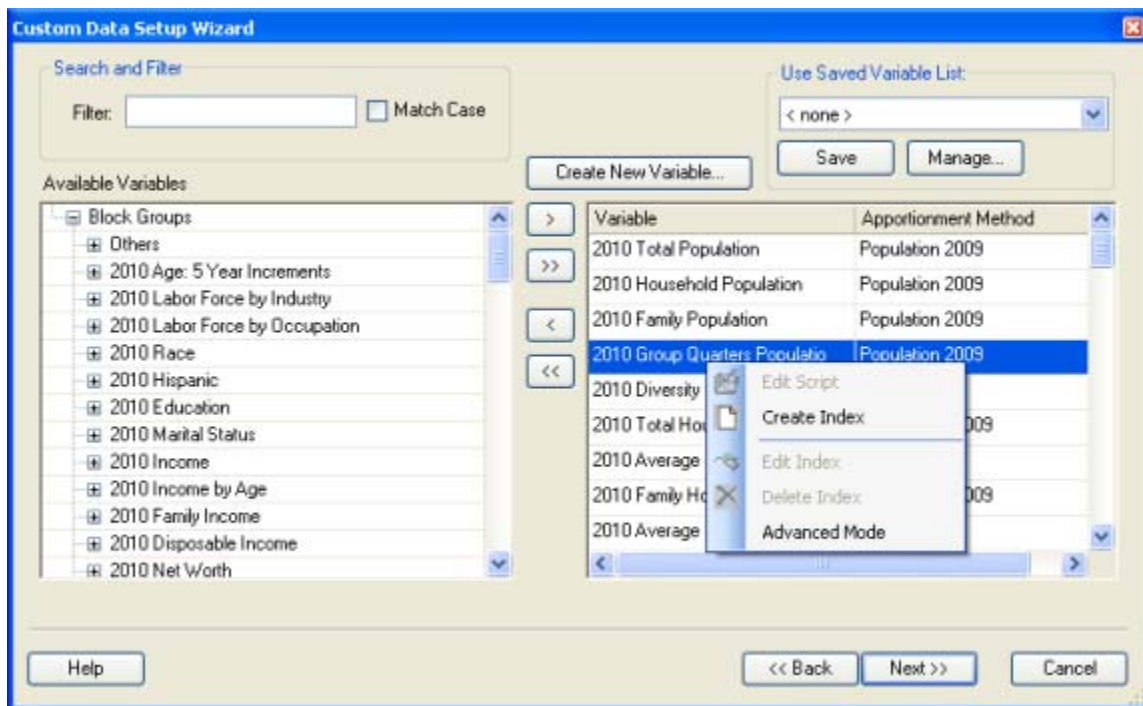 Custom Data Setup Wizard
Search and Filter
Filter:
Match Case
Use Saved Variable List:
< none >
Save
Manage...
Create New Variable...
Available Variables
Block Groups
Others
2010 Age: 5 Year Increments
2010 Labor Force by Industry
2010 Labor Force by Occupation
2010 Race
2010 Hispanic
2010 Education
2010 Marital Status
2010 Income
2010 Income by Age
2010 Family Income
2010 Disposable Income
2010 Net Worth
>
>>
<
<<
Variable Apportionment Method
2010 Total Population Population 2009
2010 Household Population Population 2009
2010 Family Population Population 2009
2010 Group Quarters Populatio Population 2009
2010 Diversity
2010 Total Hou 009
2010 Average
2010 Family Ho 009
2010 Average
Edit Script
Create Index
Edit Index
Delete Index
Advanced Mode
Help
<< Back
Next >>
Cancel